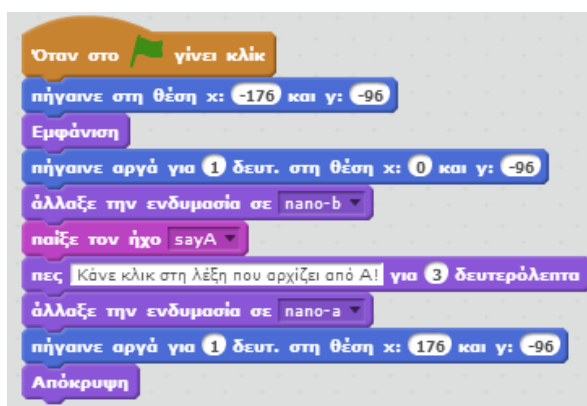 Όταν στο γίνει κλικ
πήγαινε στη θέση x: -176 και y: -96
Εμφάνιση
πήγαινε αργά για 1 δευτ. στη θέση x: 0 και y: -96
άλλαξε την ενδυμασία σε nano-b
παίξε τον ήχο sayA
πες Κάνε κλικ στη λέξη που αρχίζει από Α! για 3 δευτερόλεπτα
άλλαξε την ενδυμασία σε nano-a
πήγαινε αργά για 1 δευτ. στη θέση x: 176 και y: -96
Απόκρυψη